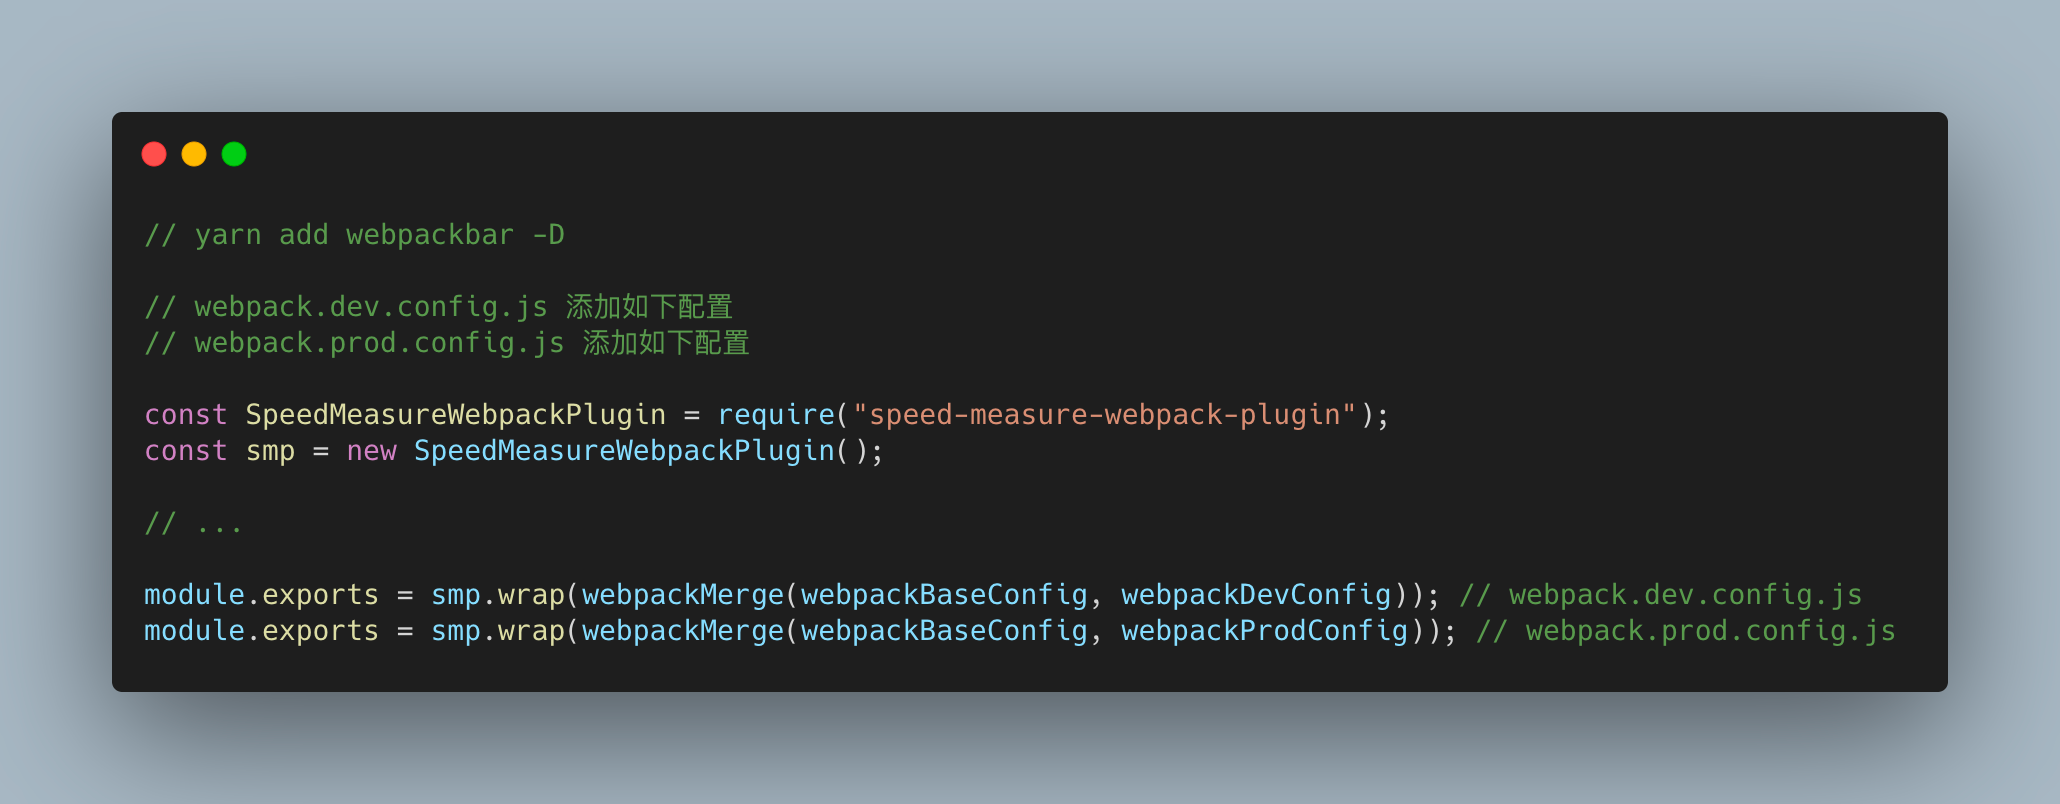 // yarn add webpackbar -D
// webpack.dev.config.js 添加如下配置
// webpack.prod.config.js 添加如下配置
const SpeedMeasureWebpackPlugin = require("speed-measure-webpack-plugin");
const smp = new SpeedMeasureWebpackPlugin();
// ...
module.exports = smp.wrap(webpackMerge(webpackBaseConfig, webpackDevConfig)); // webpack.dev.config.js
module.exports = smp.wrap(webpackMerge(webpackBaseConfig, webpackProdConfig)); // webpack.prod.config.js